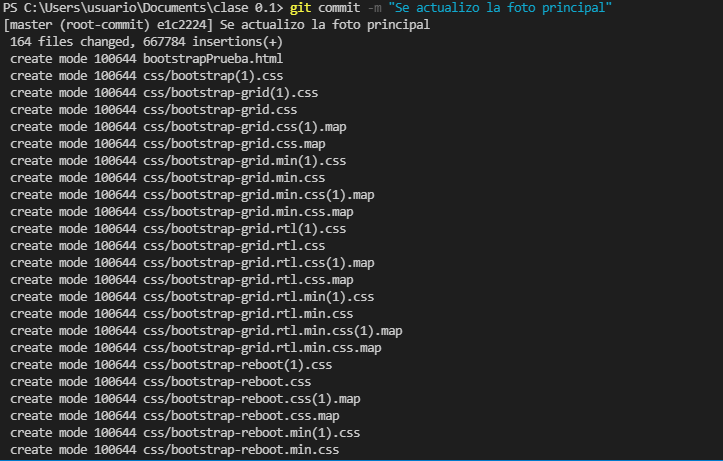 PS C:\Users\usuario\Documents\clase 0.1> git commit -m "Se actualizo la foto principal"
[master (root-commit) e1c2224] Se actualizo la foto principal
 164 files changed, 667784 insertions(+)
 create mode 100644 bootstrapPrueba.html
 create mode 100644 css/bootstrap(1).css
 create mode 100644 css/bootstrap-grid(1).css
 create mode 100644 css/bootstrap-grid.css
 create mode 100644 css/bootstrap-grid.css(1).map
 create mode 100644 css/bootstrap-grid.css.map
 create mode 100644 css/bootstrap-grid.min(1).css
 create mode 100644 css/bootstrap-grid.min.css
 create mode 100644 css/bootstrap-grid.min.css(1).map
 create mode 100644 css/bootstrap-grid.min.css.map
 create mode 100644 css/bootstrap-grid.rtl(1).css
 create mode 100644 css/bootstrap-grid.rtl.css
 create mode 100644 css/bootstrap-grid.rtl.css(1).map
 create mode 100644 css/bootstrap-grid.rtl.css.map
 create mode 100644 css/bootstrap-grid.rtl.min(1).css
 create mode 100644 css/bootstrap-grid.rtl.min.css
 create mode 100644 css/bootstrap-grid.rtl.min.css(1).map
 create mode 100644 css/bootstrap-grid.rtl.min.css.map
 create mode 100644 css/bootstrap-reboot(1).css
 create mode 100644 css/bootstrap-reboot.css
 create mode 100644 css/bootstrap-reboot.css(1).map
 create mode 100644 css/bootstrap-reboot.css.map
 create mode 100644 css/bootstrap-reboot.min(1).css
 create mode 100644 css/bootstrap-reboot.min.css